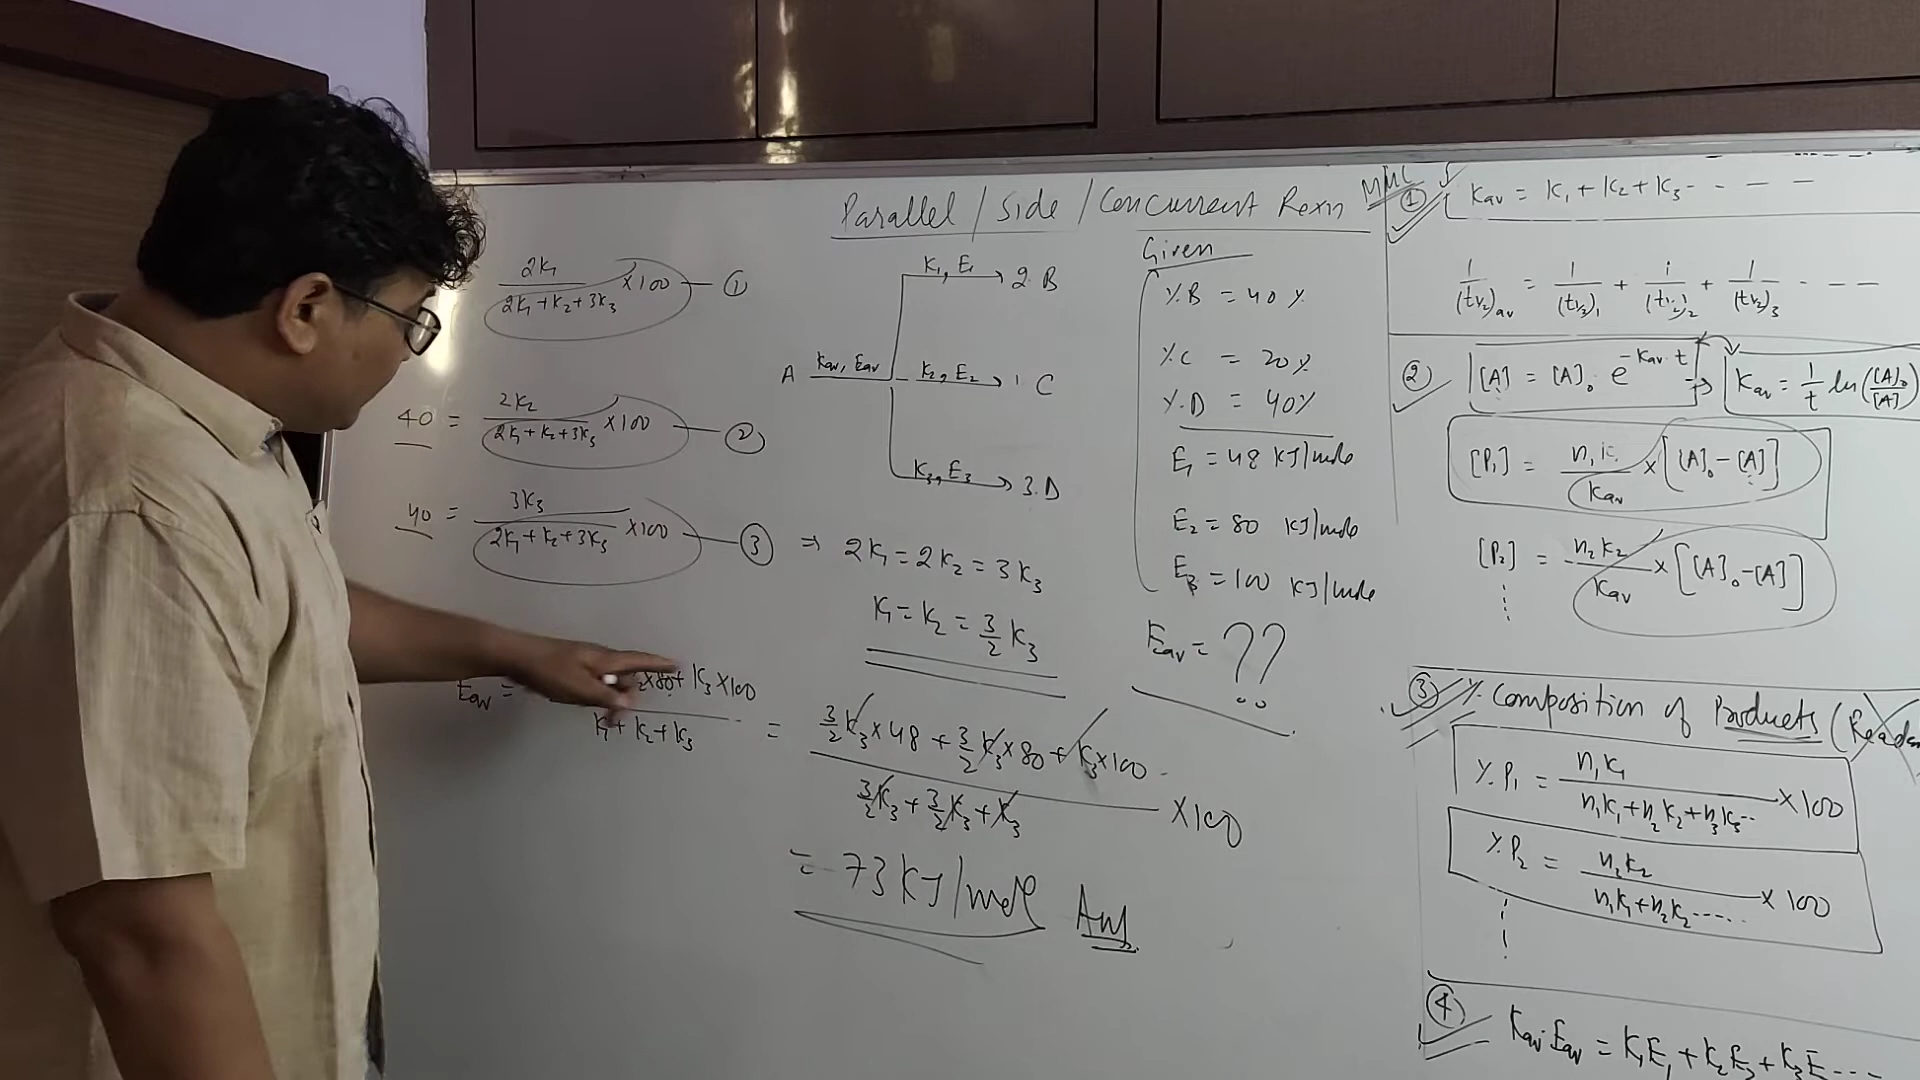 Parallel / Side / Concurrent Rexn
2K₁ / (2K₁+K₂+3K₃) ×100 — ①
40 = 2K₂ / (2K₁+K₂+3K₃) ×100 — ②
40 = 3K₃ / (2K₁+K₂+3K₃) ×100 — ③
⇒ 2K₁ = 2K₂ = 3K₃
K₁ = K₂ = 3/2 K₃
A Kav, Eav
K₁, E₁ → 2.B
K₂, E₂ → 1 C
K₃, E₃ → 3.D
Given
%B = 40%
%C = 20%
%D = 40%
E₁ = 48 KJ/mole
E₂ = 80 KJ/mole
E₃ = 100 KJ/mole
Eav = ??
Eav = ₂×80+ K₃×100 / K₁+K₂+K₃
= (3/2 K₃×48 + 3/2 K₃×80 + K₃×100) / (3/2 K₃ + 3/2 K₃ + K₃) ×100
= 73 KJ/mole Ans
① Kav = K₁+K₂+K₃- - - -
1/(t½)av = 1/(t½)₁ + 1/(t½)₂ + 1/(t½)₃ - - - -
② [A] = [A]₀ e^(-Kav t) → Kav = 1/t ln([A]₀/[A])
[P₁] = n₁K₁/Kav × [[A]₀-[A]]
[P₂] = n₂K₂/Kav × [[A]₀-[A]]
③ % Composition of Products
%P₁ = n₁K₁ / (n₁K₁+n₂K₂+n₃K₃..) ×100
%P₂ = n₂K₂ / (n₁K₁+n₂K₂.....) ×100
④ Kav.Eav = K₁E₁+K₂E₂+K₃E₃...